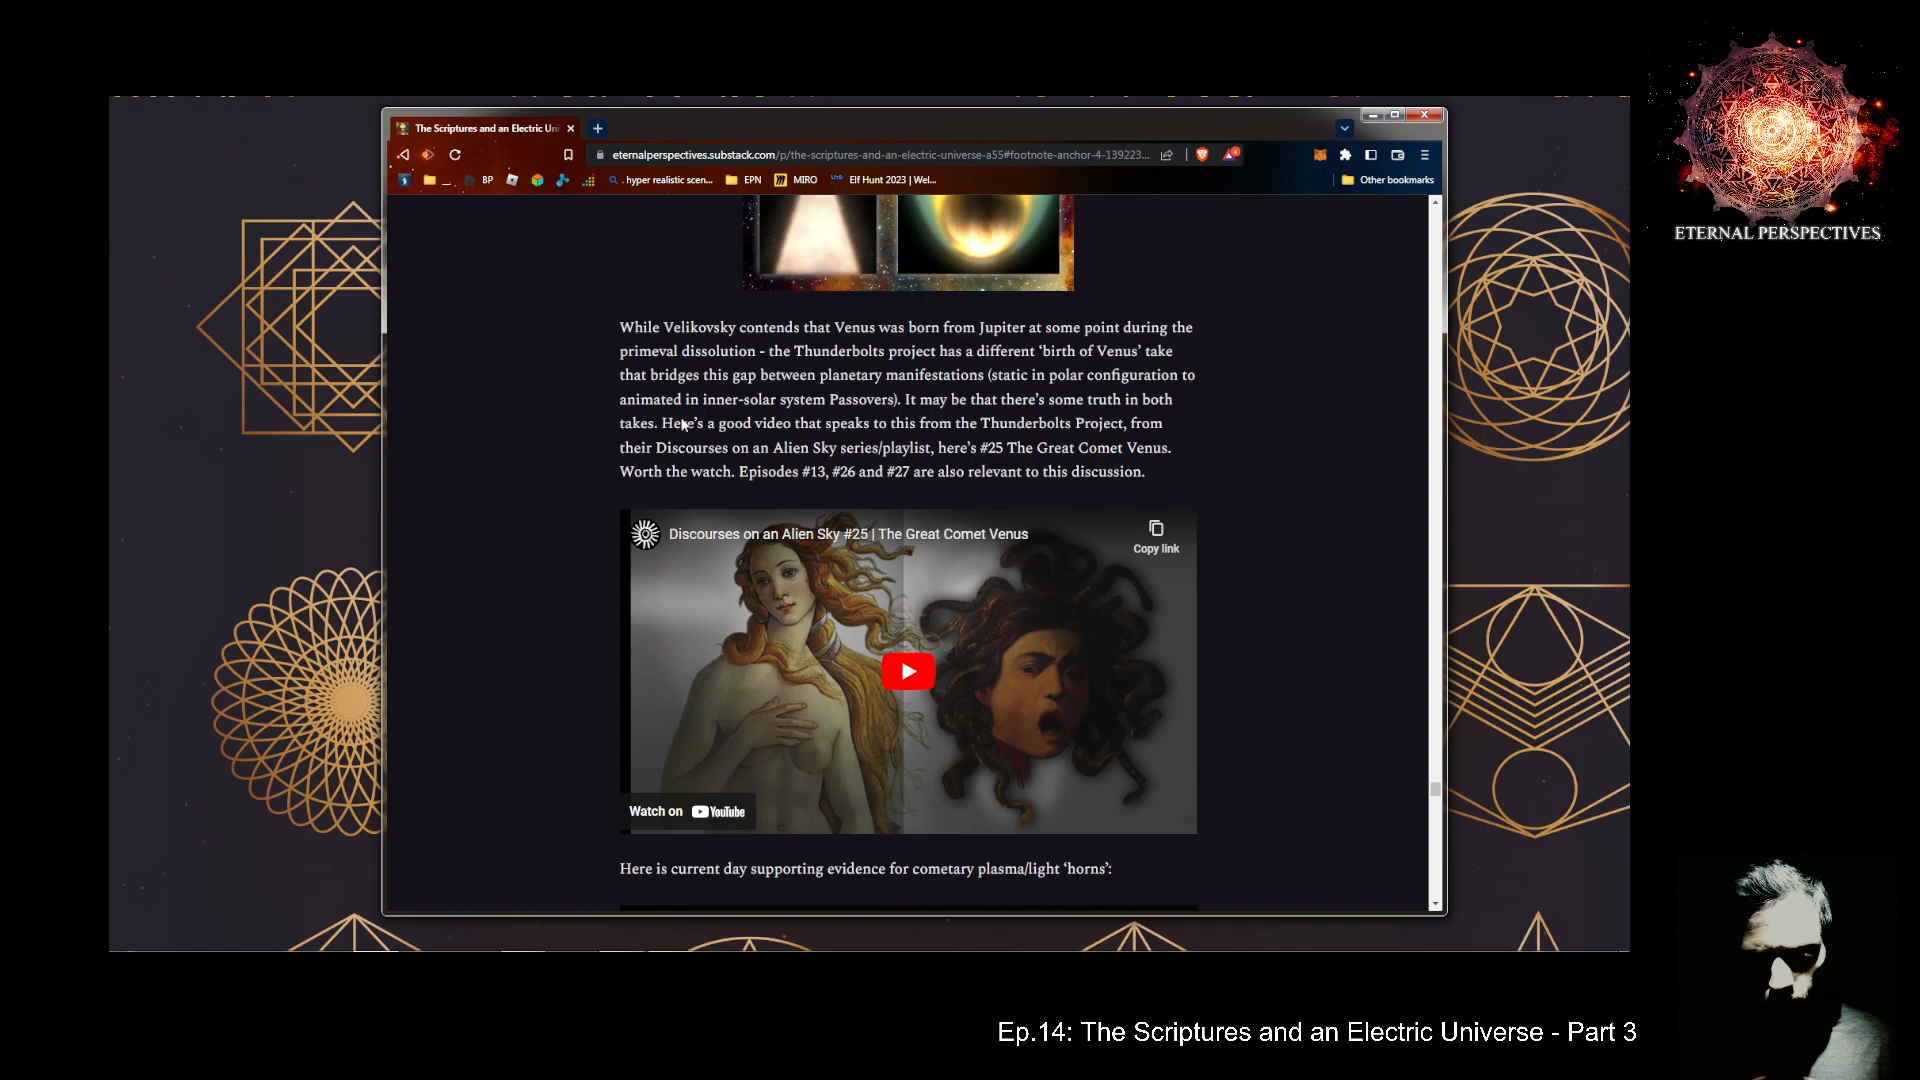 The Scriptures and an Electric Uni
eternalperspectives.substack.com/p/the-scriptures-and-an-electric-universe-a55#footnote-anchor-4-139223...
BP
. hyper realistic scen...
EPN
MIRO
Elf Hunt 2023 | Wel...
Other bookmarks
ETERNAL PERSPECTIVES
While Velikovsky contends that Venus was born from Jupiter at some point during the
primeval dissolution - the Thunderbolts project has a different ‘birth of Venus’ take
that bridges this gap between planetary manifestations (static in polar configuration to
animated in inner-solar system Passovers). It may be that there’s some truth in both
takes. Here’s a good video that speaks to this from the Thunderbolts Project, from
their Discourses on an Alien Sky series/playlist, here’s #25 The Great Comet Venus.
Worth the watch. Episodes #13, #26 and #27 are also relevant to this discussion.
Discourses on an Alien Sky #25 | The Great Comet Venus
Copy link
Watch on YouTube
Here is current day supporting evidence for cometary plasma/light ‘horns’:
Ep.14: The Scriptures and an Electric Universe - Part 3